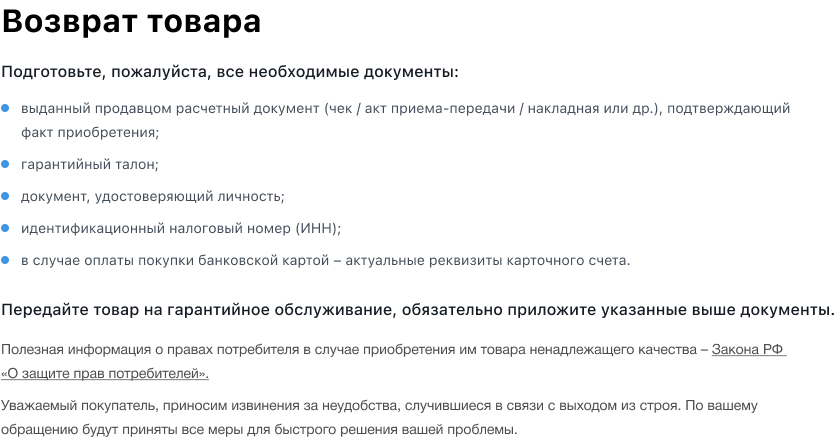 Возврат товара
Подготовьте, пожалуйста, все необходимые документы:
выданный продавцом расчетный документ (чек / акт приема-передачи / накладная или др.), подтверждающий
факт приобретения;
гарантийный талон;
документ, удостоверяющий личность;
идентификационный налоговый номер (ИНН);
в случае оплаты покупки банковской картой – актуальные реквизиты карточного счета.
Передайте товар на гарантийное обслуживание, обязательно приложите указанные выше документы.
Полезная информация о правах потребителя в случае приобретения им товара ненадлежащего качества – Закона РФ
«О защите прав потребителей».
Уважаемый покупатель, приносим извинения за неудобства, случившиеся в связи с выходом из строя. По вашему
обращению будут приняты все меры для быстрого решения вашей проблемы.